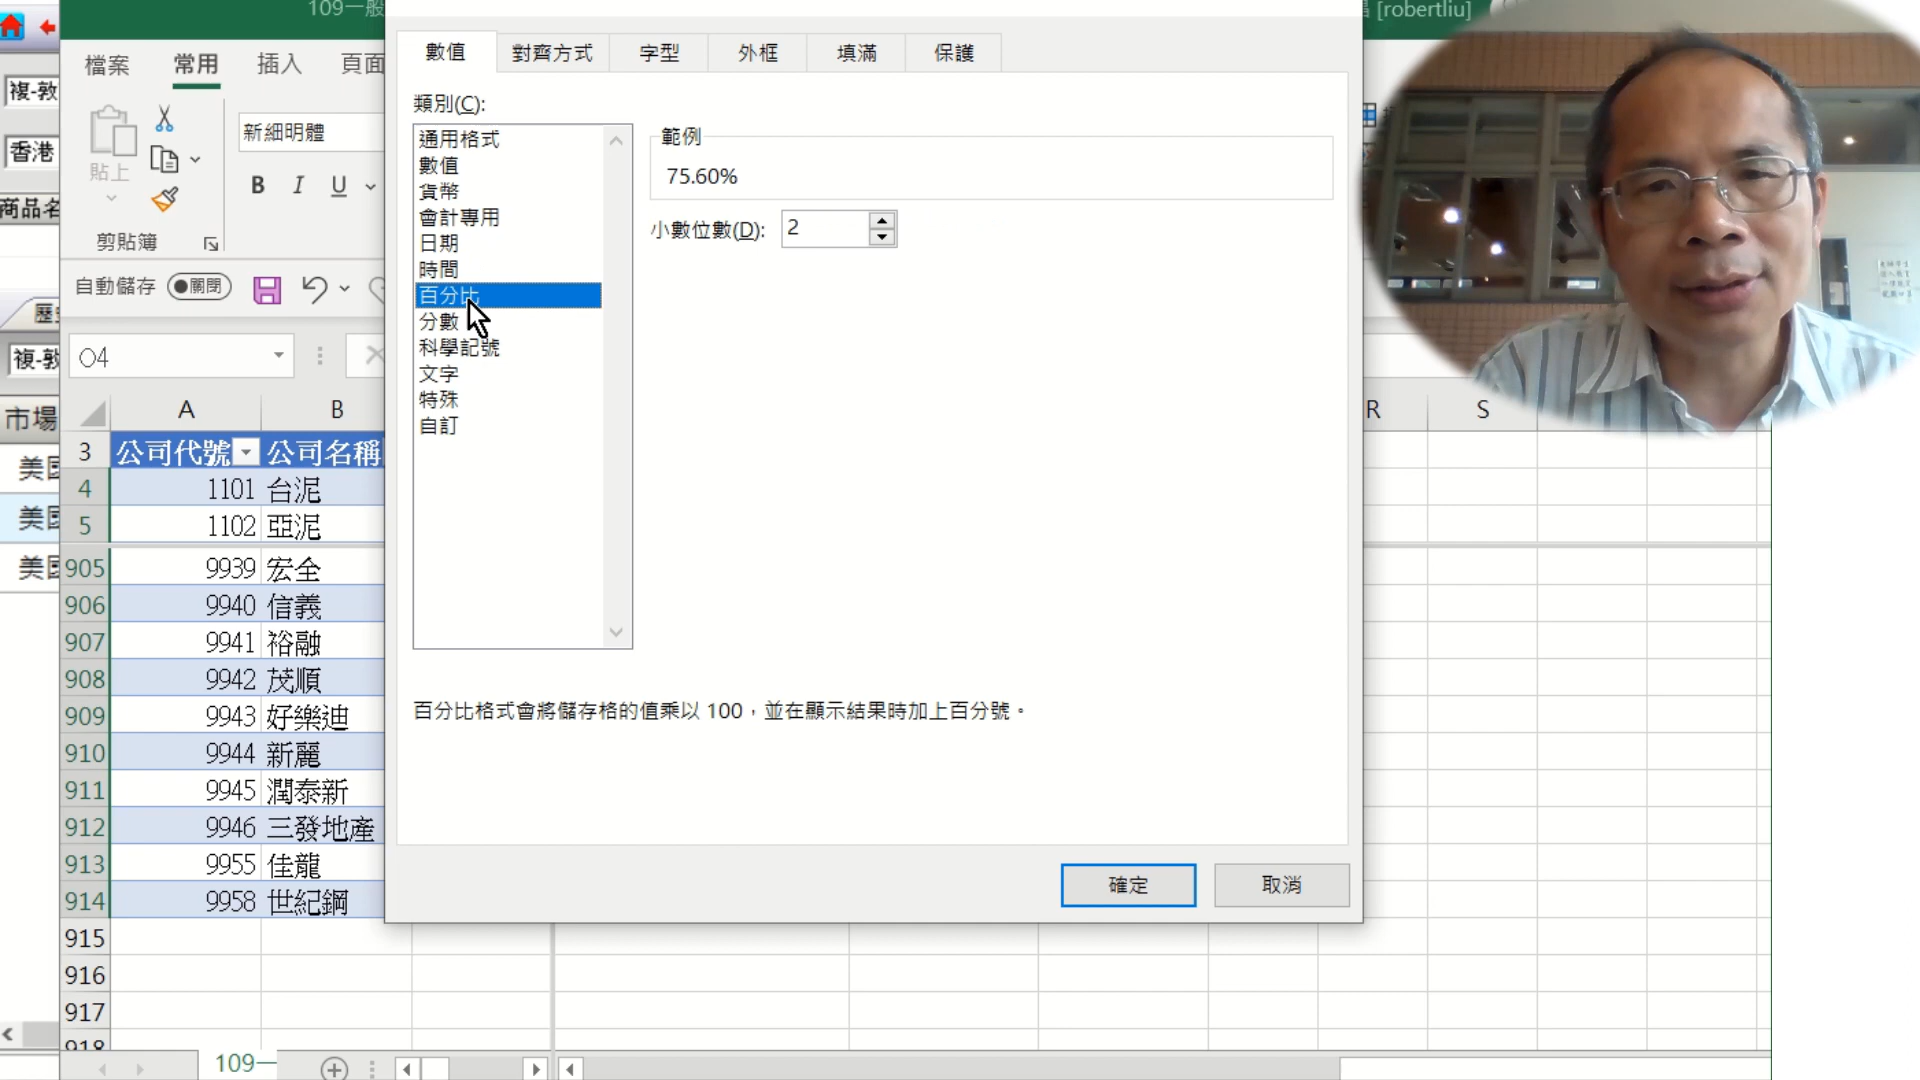 109一般
[robertliu]
檔案 常用 插入 頁面
複-敦
香港
商品名
新細明體
貼上
B I U
剪貼簿
自動儲存 關閉
歷
O4
複-敦
市場
美國
美國
美國
A B R S
3 公司代號 公司名稱
4 1101 台泥
5 1102 亞泥
905 9939 宏全
906 9940 信義
907 9941 裕融
908 9942 茂順
909 9943 好樂迪
910 9944 新麗
911 9945 潤泰新
912 9946 三發地產
913 9955 佳龍
914 9958 世紀鋼
915
916
917
918
109一
數值 對齊方式 字型 外框 填滿 保護
類別(C):
通用格式
數值
貨幣
會計專用
日期
時間
百分比
分數
科學記號
文字
特殊
自訂
範例
75.60%
小數位數(D): 2
百分比格式會將儲存格的值乘以 100，並在顯示結果時加上百分號。
確定 取消